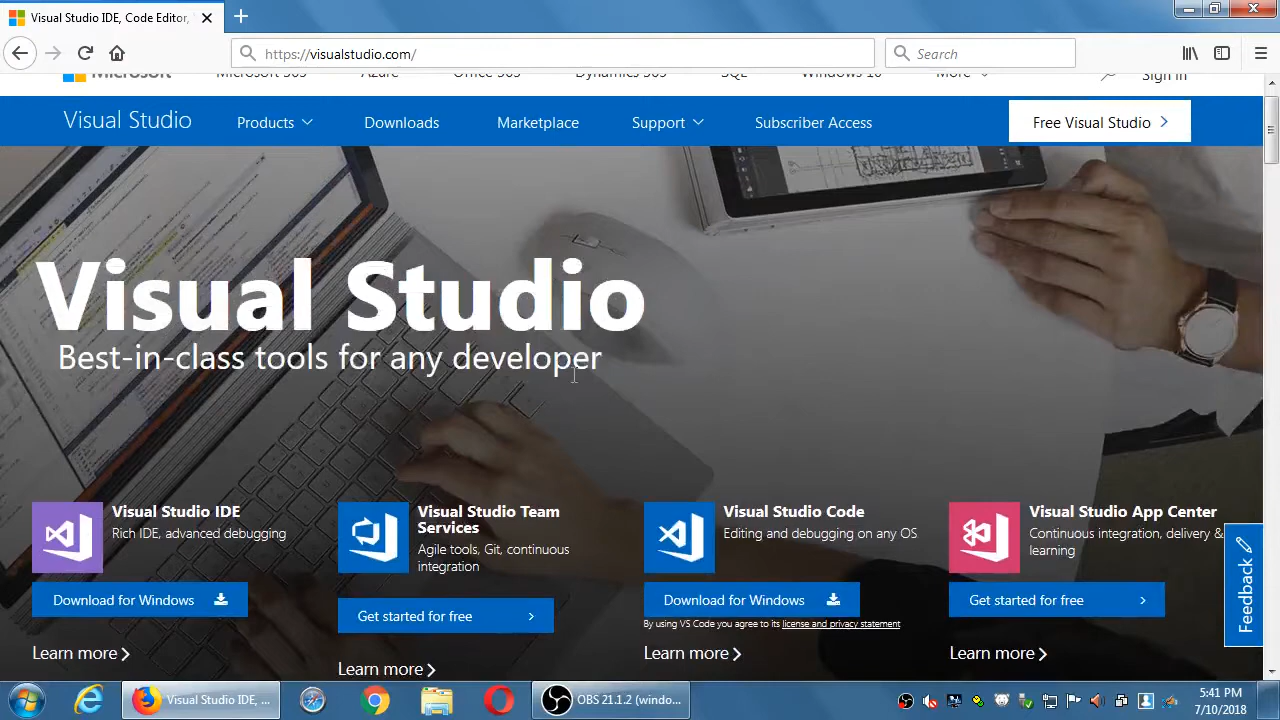 Visual Studio IDE, Code Editor,
https://visualstudio.com/
Search
Microsoft
Microsoft 365
Azure
Office 365
Dynamics 365
SQL
Windows 10
More
Sign in
Visual Studio
Products
Downloads
Marketplace
Support
Subscriber Access
Free Visual Studio
Visual Studio
Best-in-class tools for any developer
Visual Studio IDE
Rich IDE, advanced debugging
Download for Windows
Learn more
Visual Studio Team
Services
Agile tools, Git, continuous
integration
Get started for free
Learn more
Visual Studio Code
Editing and debugging on any OS
Download for Windows
By using VS Code you agree to its license and privacy statement
Learn more
Visual Studio App Center
Continuous integration, delivery &
learning
Get started for free
Learn more
Feedback
Visual Studio IDE, ...
OBS 21.1.2 (windo...
5:41 PM
7/10/2018